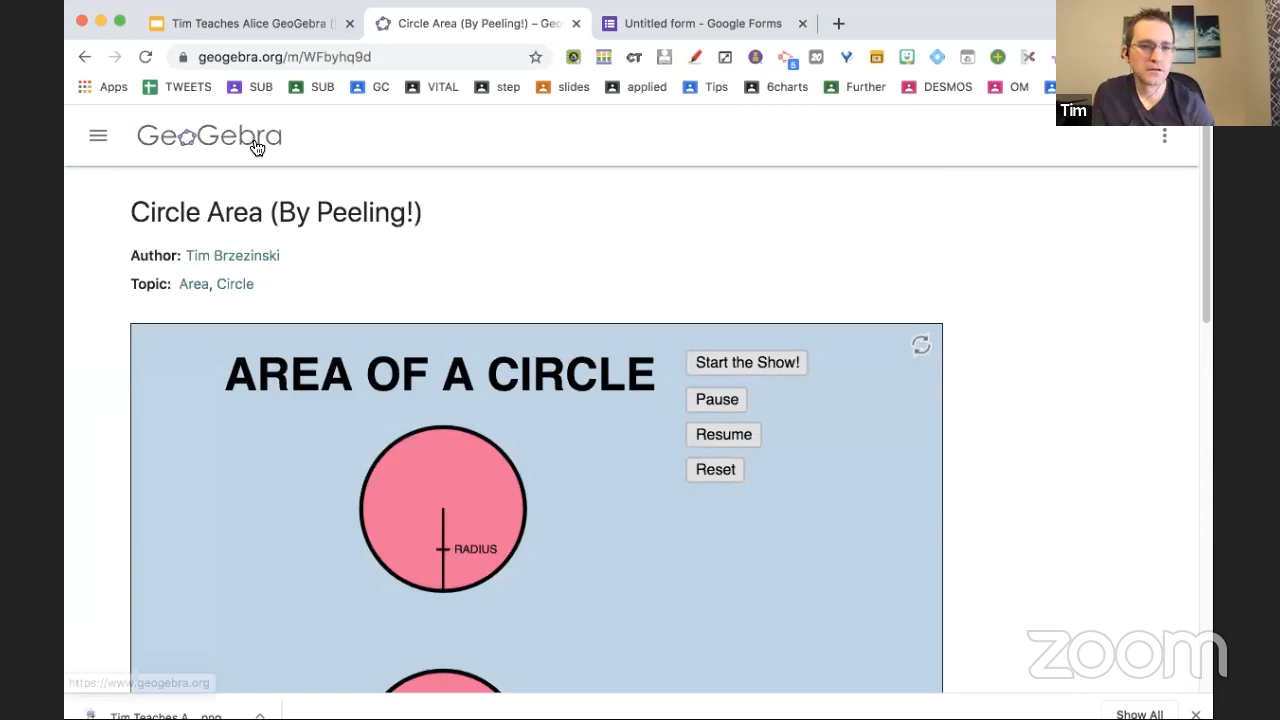 Tim Teaches Alice GeoGebra (
Circle Area (By Peeling!) – Geo
Untitled form - Google Forms
geogebra.org/m/WFbyhq9d
Apps
TWEETS
SUB
SUB
GC
VITAL
step
slides
applied
Tips
6charts
Further
DESMOS
OM
Tim
GeoGebra
Circle Area (By Peeling!)
Author: Tim Brzezinski
Topic: Area, Circle
AREA OF A CIRCLE
Start the Show!
Pause
Resume
Reset
RADIUS
zoom
https://www.geogebra.org
Tim Teaches A....png
Show All